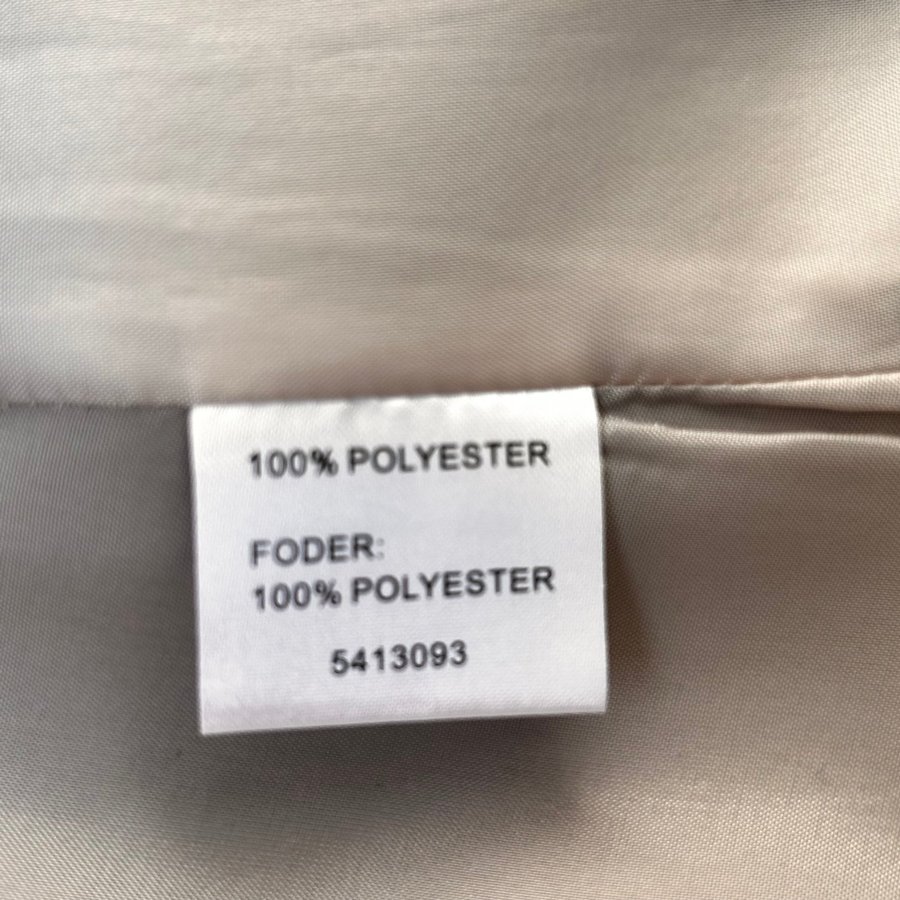 100% POLYESTER
FODER:
100% POLYESTER
5413093